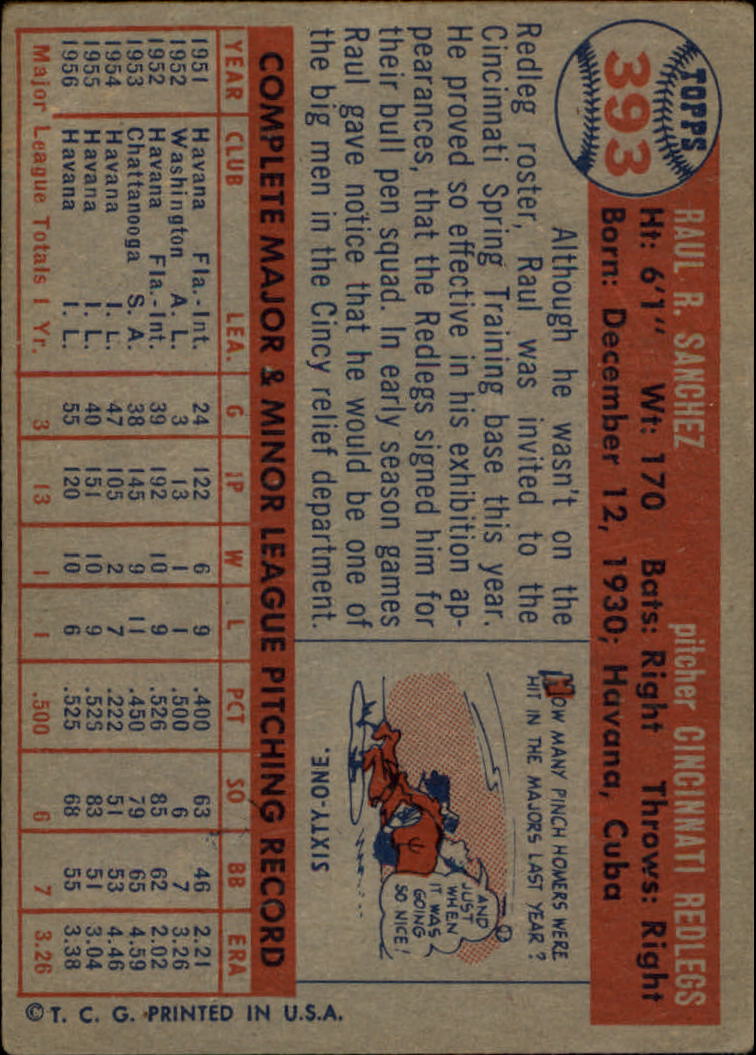 TOPPS
393
RAUL R. SANCHEZ pitcher CINCINNATI REDLEGS
Ht: 6'1" Wt: 170 Bats: Right Throws: Right
Born: December 12, 1930; Havana, Cuba
Although he wasn't on the
Redleg roster, Raul was invited to the
Cincinnati Spring Training base this year.
He proved so effective in his exhibition ap-
pearances, that the Redlegs signed him for
their bull pen squad. In early season games
Raul gave notice that he would be one of
the big men in the Cincy relief department.
HOW MANY PINCH HOMERS WERE
HIT IN THE MAJORS LAST YEAR?
AND
JUST
WHEN
IT WAS
GOING
SO NICE!
SIXTY-ONE.
COMPLETE MAJOR & MINOR LEAGUE PITCHING RECORD
YEAR CLUB LEA. G IP W L PCT SO BB ERA
1951 Havana Fla.-Int. 24 122 6 9 .400 63 46 2.21
1952 Washington A. L. 3 13 1 1 .500 6 7 3.26
1952 Havana Fla.-Int. 39 192 10 9 .526 85 62 2.02
1953 Chattanooga S. A. 38 145 9 11 .450 79 65 4.59
1954 Havana I. L. 47 105 2 7 .222 51 53 4.46
1955 Havana I. L. 40 151 10 9 .525 83 51 3.04
1956 Havana I. L. 55 120 10 6 .525 68 55 3.38
Major League Totals 1 Yr. 3 13 1 1 .500 6 7 3.26
© T. C. G. PRINTED IN U.S.A.